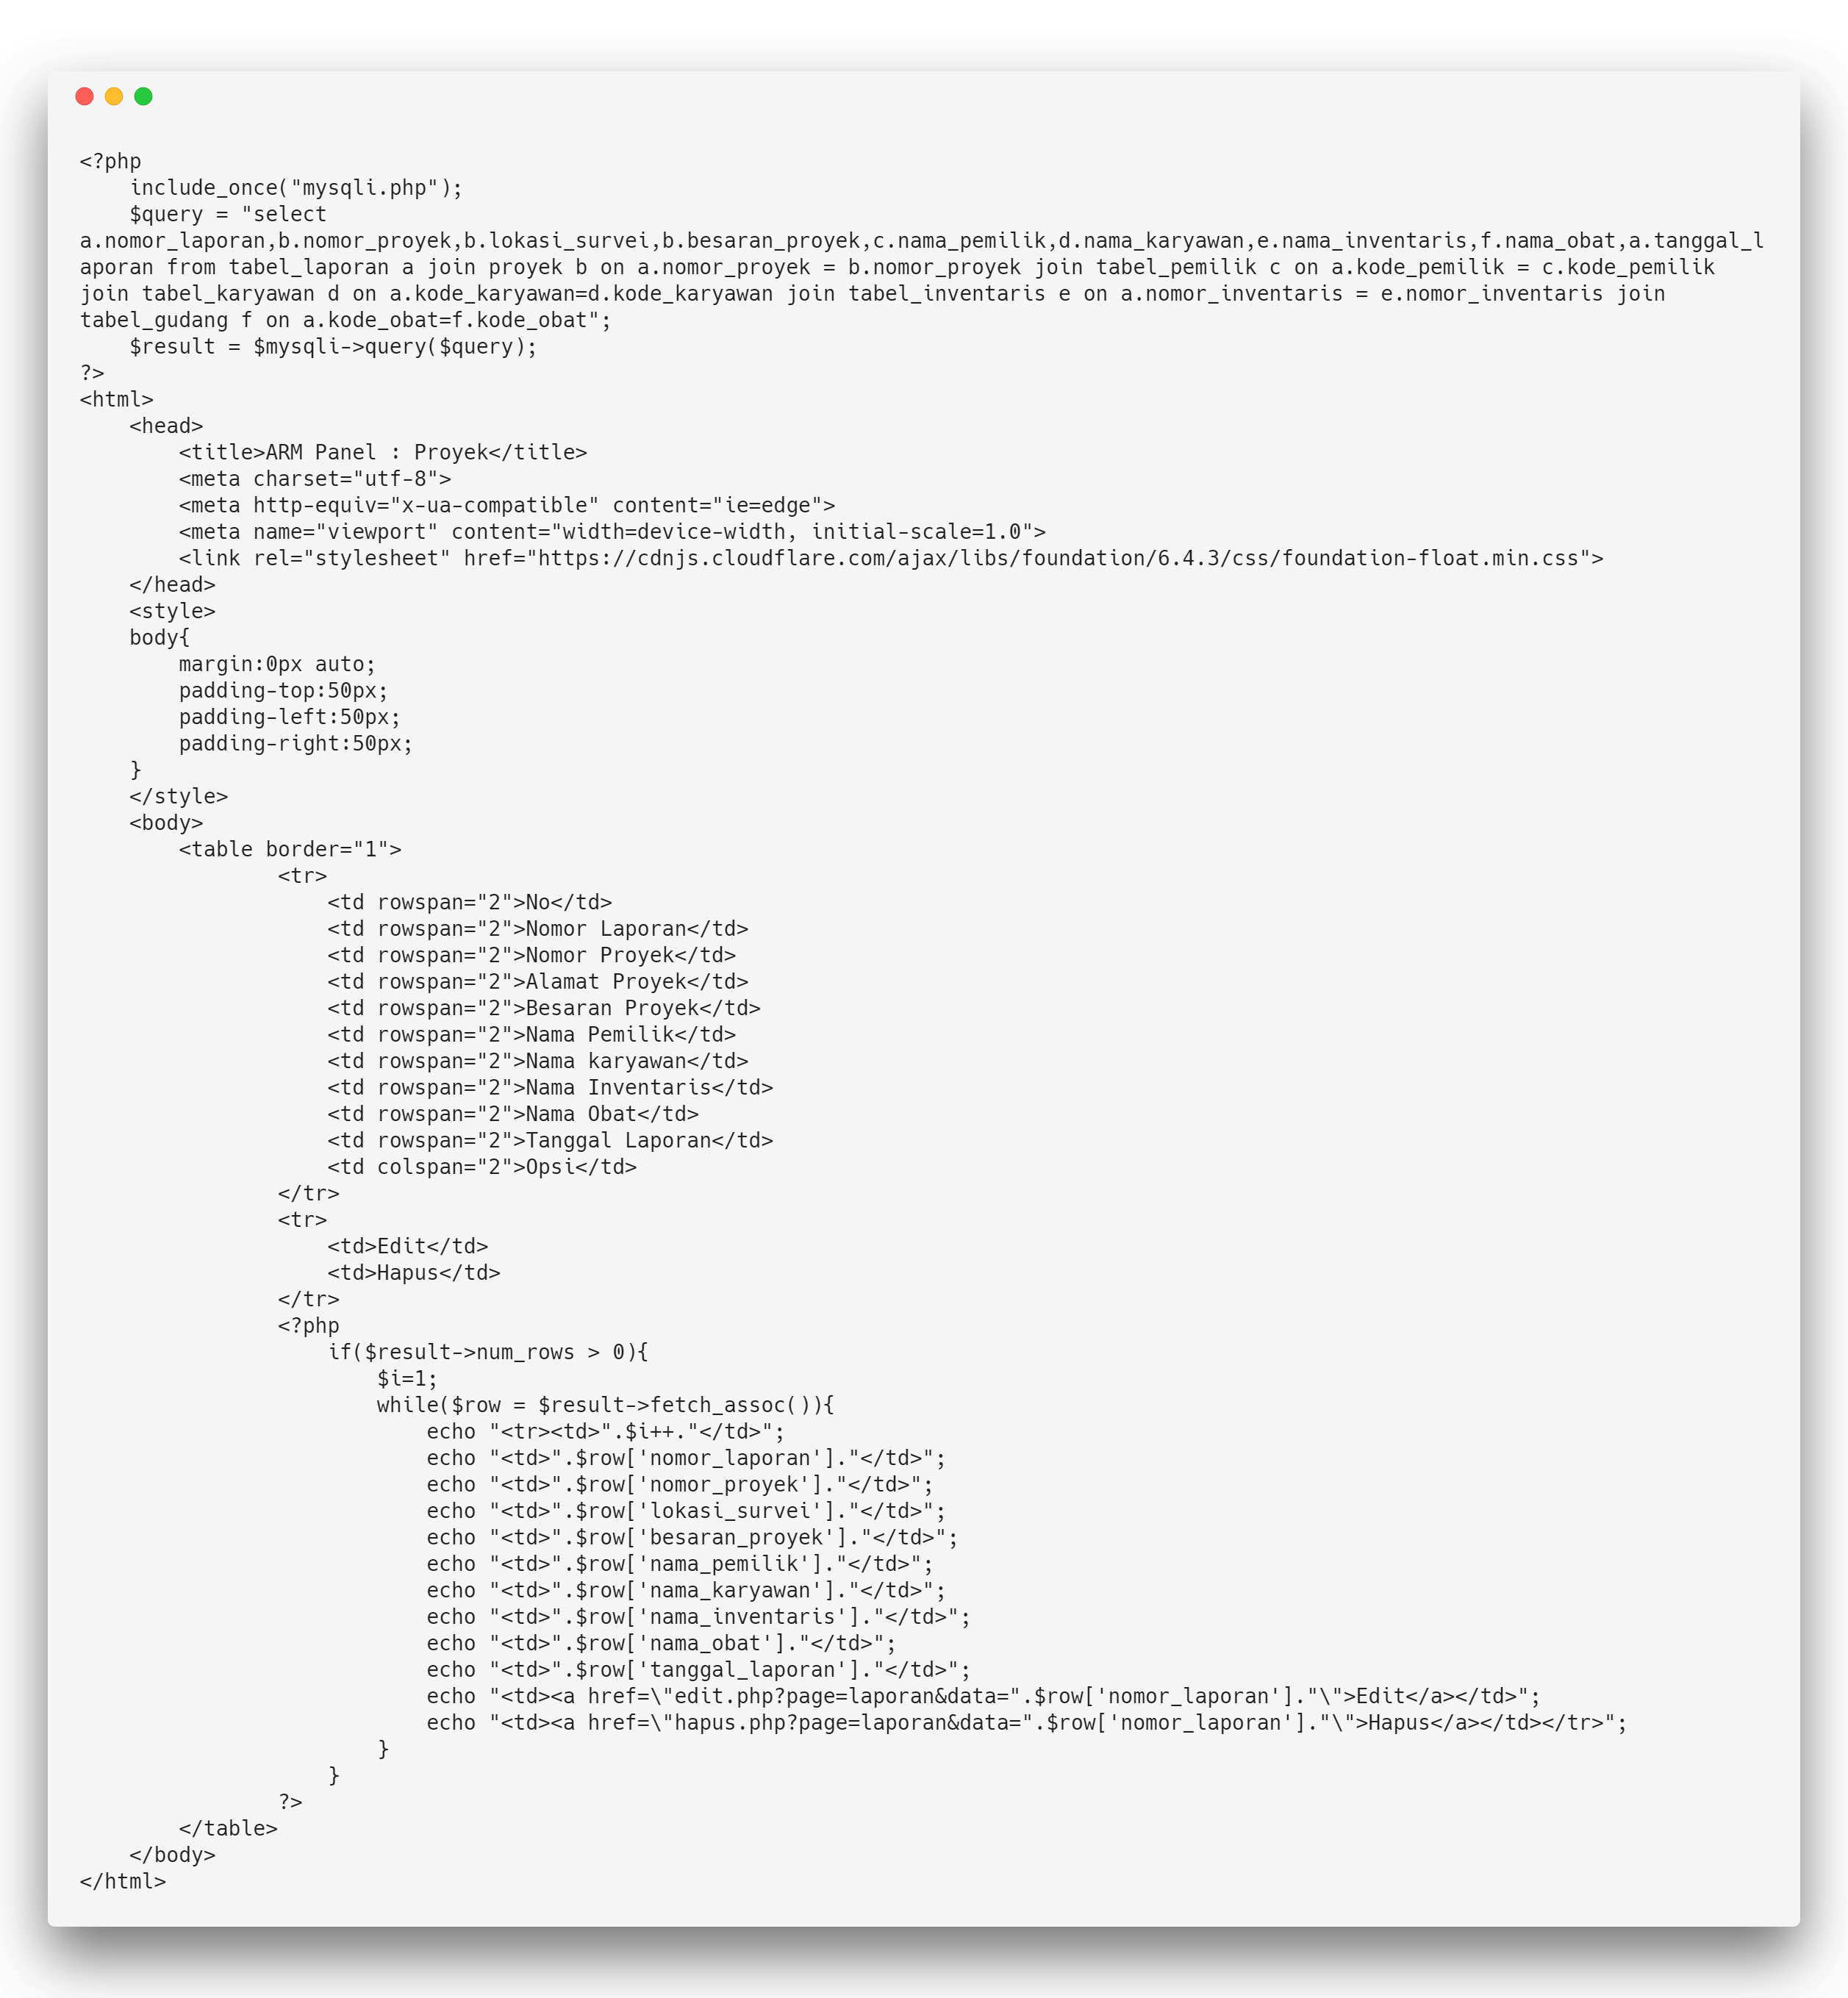 <?php
    include_once("mysqli.php");
    $query = "select
a.nomor_laporan,b.nomor_proyek,b.lokasi_survei,b.besaran_proyek,c.nama_pemilik,d.nama_karyawan,e.nama_inventaris,f.nama_obat,a.tanggal_l
aporan from tabel_laporan a join proyek b on a.nomor_proyek = b.nomor_proyek join tabel_pemilik c on a.kode_pemilik = c.kode_pemilik
join tabel_karyawan d on a.kode_karyawan=d.kode_karyawan join tabel_inventaris e on a.nomor_inventaris = e.nomor_inventaris join
tabel_gudang f on a.kode_obat=f.kode_obat";
    $result = $mysqli->query($query);
?>
<html>
    <head>
        <title>ARM Panel : Proyek</title>
        <meta charset="utf-8">
        <meta http-equiv="x-ua-compatible" content="ie=edge">
        <meta name="viewport" content="width=device-width, initial-scale=1.0">
        <link rel="stylesheet" href="https://cdnjs.cloudflare.com/ajax/libs/foundation/6.4.3/css/foundation-float.min.css">
    </head>
    <style>
    body{
        margin:0px auto;
        padding-top:50px;
        padding-left:50px;
        padding-right:50px;
    }
    </style>
    <body>
        <table border="1">
                <tr>
                    <td rowspan="2">No</td>
                    <td rowspan="2">Nomor Laporan</td>
                    <td rowspan="2">Nomor Proyek</td>
                    <td rowspan="2">Alamat Proyek</td>
                    <td rowspan="2">Besaran Proyek</td>
                    <td rowspan="2">Nama Pemilik</td>
                    <td rowspan="2">Nama karyawan</td>
                    <td rowspan="2">Nama Inventaris</td>
                    <td rowspan="2">Nama Obat</td>
                    <td rowspan="2">Tanggal Laporan</td>
                    <td colspan="2">Opsi</td>
                </tr>
                <tr>
                    <td>Edit</td>
                    <td>Hapus</td>
                </tr>
                <?php
                    if($result->num_rows > 0){
                        $i=1;
                        while($row = $result->fetch_assoc()){
                            echo "<tr><td>".$i++."</td>";
                            echo "<td>".$row['nomor_laporan']."</td>";
                            echo "<td>".$row['nomor_proyek']."</td>";
                            echo "<td>".$row['lokasi_survei']."</td>";
                            echo "<td>".$row['besaran_proyek']."</td>";
                            echo "<td>".$row['nama_pemilik']."</td>";
                            echo "<td>".$row['nama_karyawan']."</td>";
                            echo "<td>".$row['nama_inventaris']."</td>";
                            echo "<td>".$row['nama_obat']."</td>";
                            echo "<td>".$row['tanggal_laporan']."</td>";
                            echo "<td><a href=\"edit.php?page=laporan&data=".$row['nomor_laporan']."\">Edit</a></td>";
                            echo "<td><a href=\"hapus.php?page=laporan&data=".$row['nomor_laporan']."\">Hapus</a></td></tr>";
                        }
                    }
                ?>
        </table>
    </body>
</html>